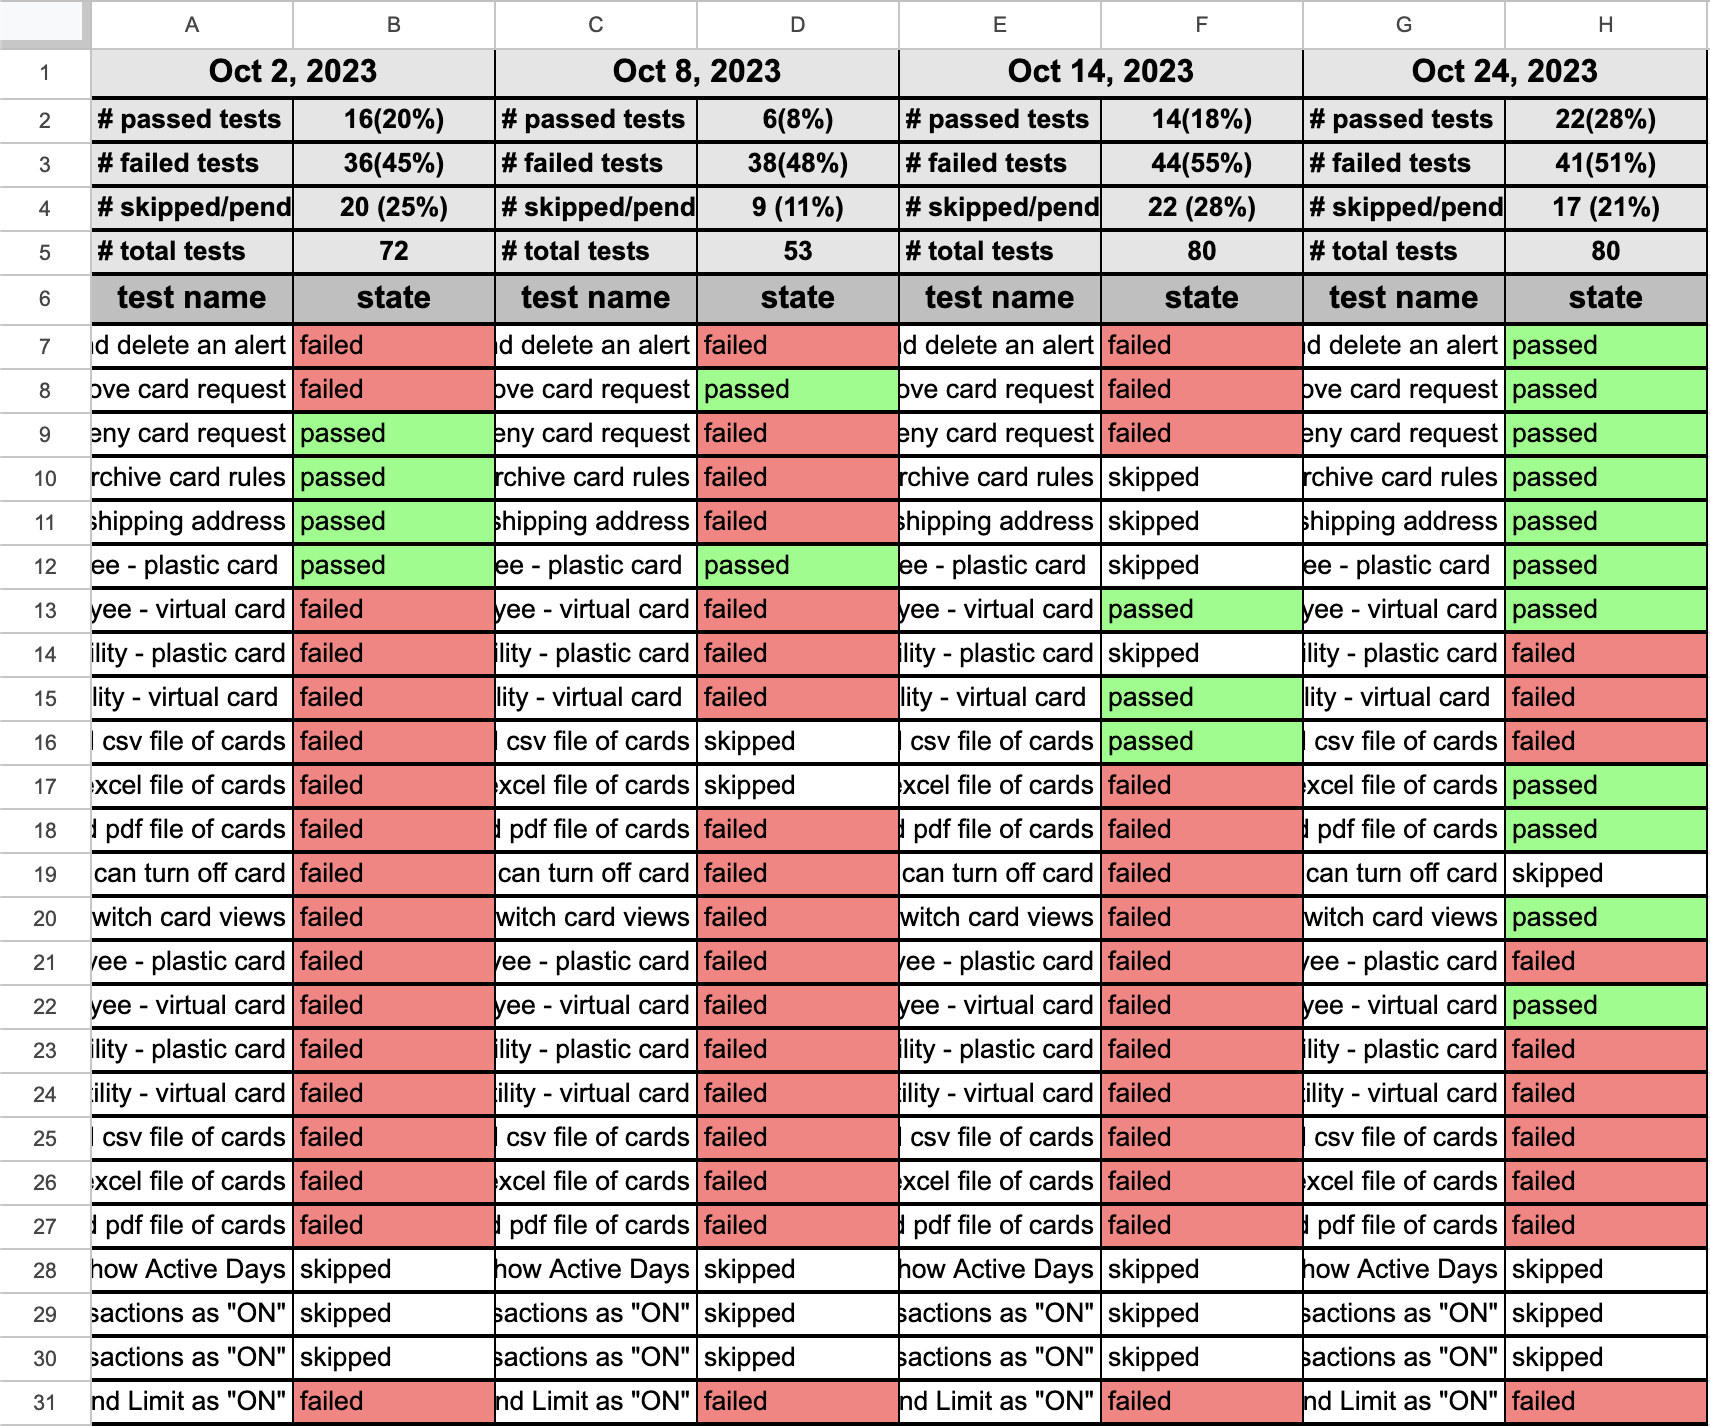 A B C D E F G H
1 Oct 2, 2023 Oct 8, 2023 Oct 14, 2023 Oct 24, 2023
2 # passed tests 16(20%) # passed tests 6(8%) # passed tests 14(18%) # passed tests 22(28%)
3 # failed tests 36(45%) # failed tests 38(48%) # failed tests 44(55%) # failed tests 41(51%)
4 # skipped/pend 20 (25%) # skipped/pend 9 (11%) # skipped/pend 22 (28%) # skipped/pend 17 (21%)
5 # total tests 72 # total tests 53 # total tests 80 # total tests 80
6 test name state test name state test name state test name state
7 d delete an alert failed d delete an alert failed d delete an alert failed d delete an alert passed
8 ove card request failed ove card request passed ove card request failed ove card request passed
9 eny card request passed eny card request failed eny card request failed eny card request passed
10 rchive card rules passed rchive card rules failed rchive card rules skipped rchive card rules passed
11 shipping address passed shipping address failed shipping address skipped shipping address passed
12 ee - plastic card passed ee - plastic card passed ee - plastic card skipped ee - plastic card passed
13 yee - virtual card failed yee - virtual card failed yee - virtual card passed yee - virtual card passed
14 ility - plastic card failed ility - plastic card failed ility - plastic card skipped ility - plastic card failed
15 lity - virtual card failed lity - virtual card failed lity - virtual card passed lity - virtual card failed
16 csv file of cards failed csv file of cards skipped csv file of cards passed csv file of cards failed
17 excel file of cards failed excel file of cards skipped excel file of cards failed excel file of cards passed
18 pdf file of cards failed pdf file of cards failed pdf file of cards failed pdf file of cards passed
19 can turn off card failed can turn off card failed can turn off card failed can turn off card skipped
20 witch card views failed witch card views failed witch card views failed witch card views passed
21 yee - plastic card failed yee - plastic card failed yee - plastic card failed yee - plastic card failed
22 yee - virtual card failed yee - virtual card failed yee - virtual card failed yee - virtual card passed
23 ility - plastic card failed ility - plastic card failed ility - plastic card failed ility - plastic card failed
24 ility - virtual card failed ility - virtual card failed ility - virtual card failed ility - virtual card failed
25 csv file of cards failed csv file of cards failed csv file of cards failed csv file of cards failed
26 excel file of cards failed excel file of cards failed excel file of cards failed excel file of cards failed
27 pdf file of cards failed pdf file of cards failed pdf file of cards failed pdf file of cards failed
28 how Active Days skipped how Active Days skipped how Active Days skipped how Active Days skipped
29 sactions as "ON" skipped sactions as "ON" skipped sactions as "ON" skipped sactions as "ON" skipped
30 sactions as "ON" skipped sactions as "ON" skipped sactions as "ON" skipped sactions as "ON" skipped
31 nd Limit as "ON" failed nd Limit as "ON" failed nd Limit as "ON" failed nd Limit as "ON" failed